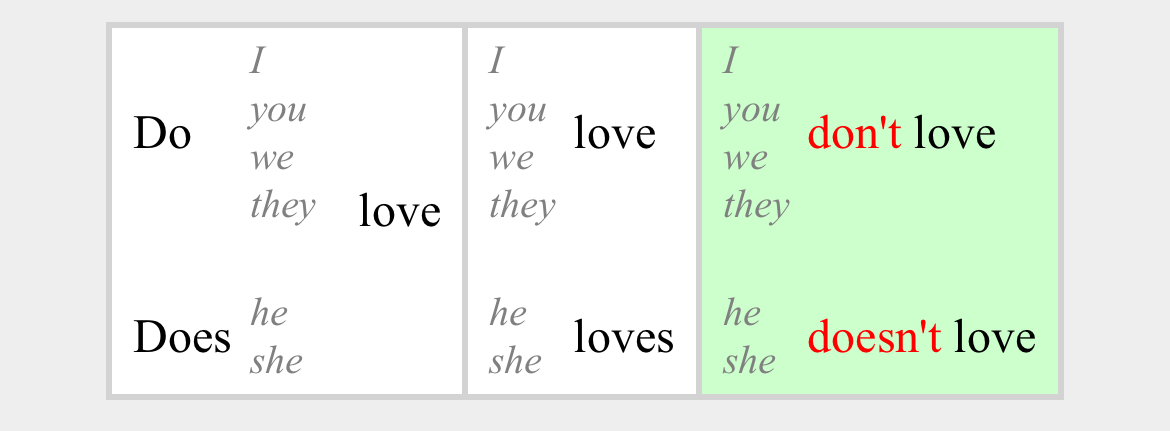 I
you
Do
we
they
love
he
Does
she
I
you
love
we
they
he
loves
she
I
you
don't love
we
they
he
doesn't love
she